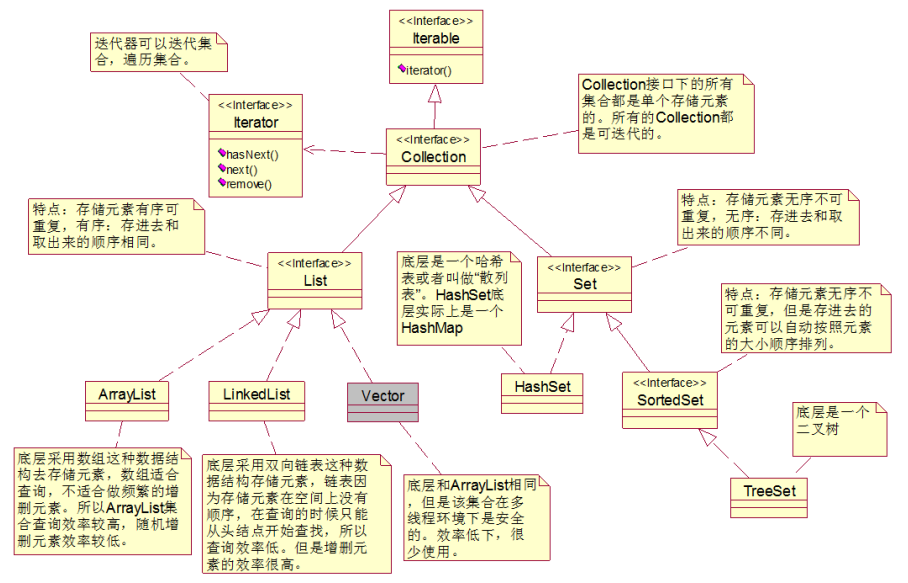 <<Interface>>
Iterable
iterator()
迭代器可以迭代集
合，遍历集合。
<<Interface>>
Iterator
hasNext()
next()
remove()
Collection接口下的所有
集合都是单个存储元素
的。所有的Collection都
是可迭代的。
<<Interface>>
Collection
特点：存储元素有序可
重复，有序：存进去和
取出来的顺序相同。
特点：存储元素无序不可
重复，无序：存进去和取
出来的顺序不同。
<<Interface>>
List
底层是一个哈希
表或者叫做“散列
表”。HashSet底
层实际上是一个
HashMap
<<Interface>>
Set
特点：存储元素无序不
可重复，但是存进去的
元素可以自动按照元素
的大小顺序排列。
ArrayList
LinkedList
Vector
HashSet
<<Interface>>
SortedSet
底层是一个
二叉树
底层采用数组这种数据结
构去存储元素，数组适合
查询，不适合做频繁的增
删元素。所以ArrayList集
合查询效率较高，随机增
删元素效率较低。
底层采用双向链表这种数
据结构存储元素，链表因
为存储元素在空间上没有
顺序，在查询的时候只能
从头结点开始查找，所以
查询效率低。但是增删元
素的效率很高。
底层和ArrayList相同
，但是该集合在多
线程环境下是安全
的。效率低下，很
少使用。
TreeSet